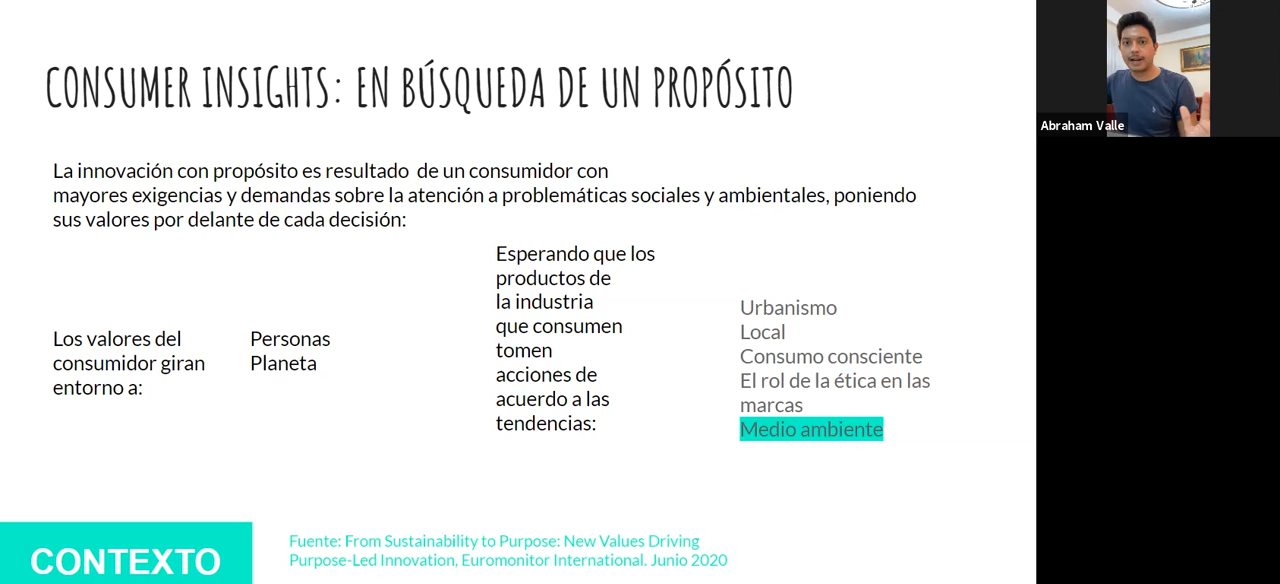 CONSUMER INSIGHTS: EN BÚSQUEDA DE UN PROPÓSITO
La innovación con propósito es resultado de un consumidor con
mayores exigencias y demandas sobre la atención a problemáticas sociales y ambientales, poniendo
sus valores por delante de cada decisión:
Los valores del
consumidor giran
entorno a:
Personas
Planeta
Esperando que los
productos de
la industria
que consumen
tomen
acciones de
acuerdo a las
tendencias:
Urbanismo
Local
Consumo consciente
El rol de la ética en las
marcas
Medio ambiente
CONTEXTO
Fuente: From Sustainability to Purpose: New Values Driving
Purpose-Led Innovation, Euromonitor International. Junio 2020
Abraham Valle